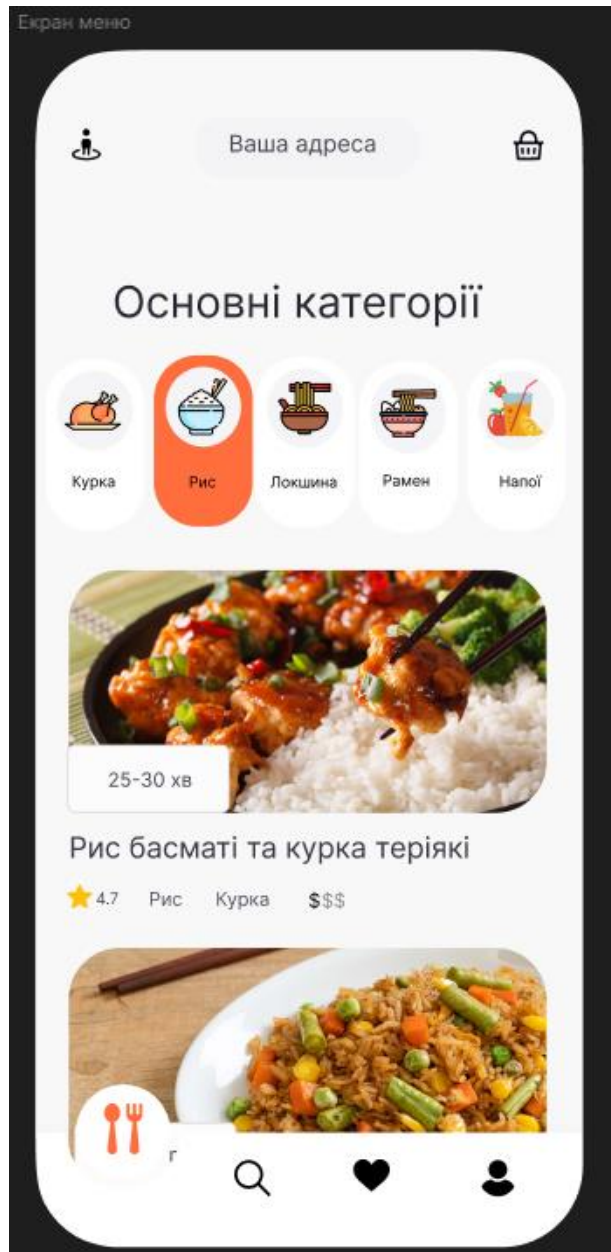 Екран меню
Ваша адреса
Основні категорії
Курка Рис Локшина Рамен Напої
25-30 хв
Рис басматі та курка теріякі
4.7 Рис Курка $$$